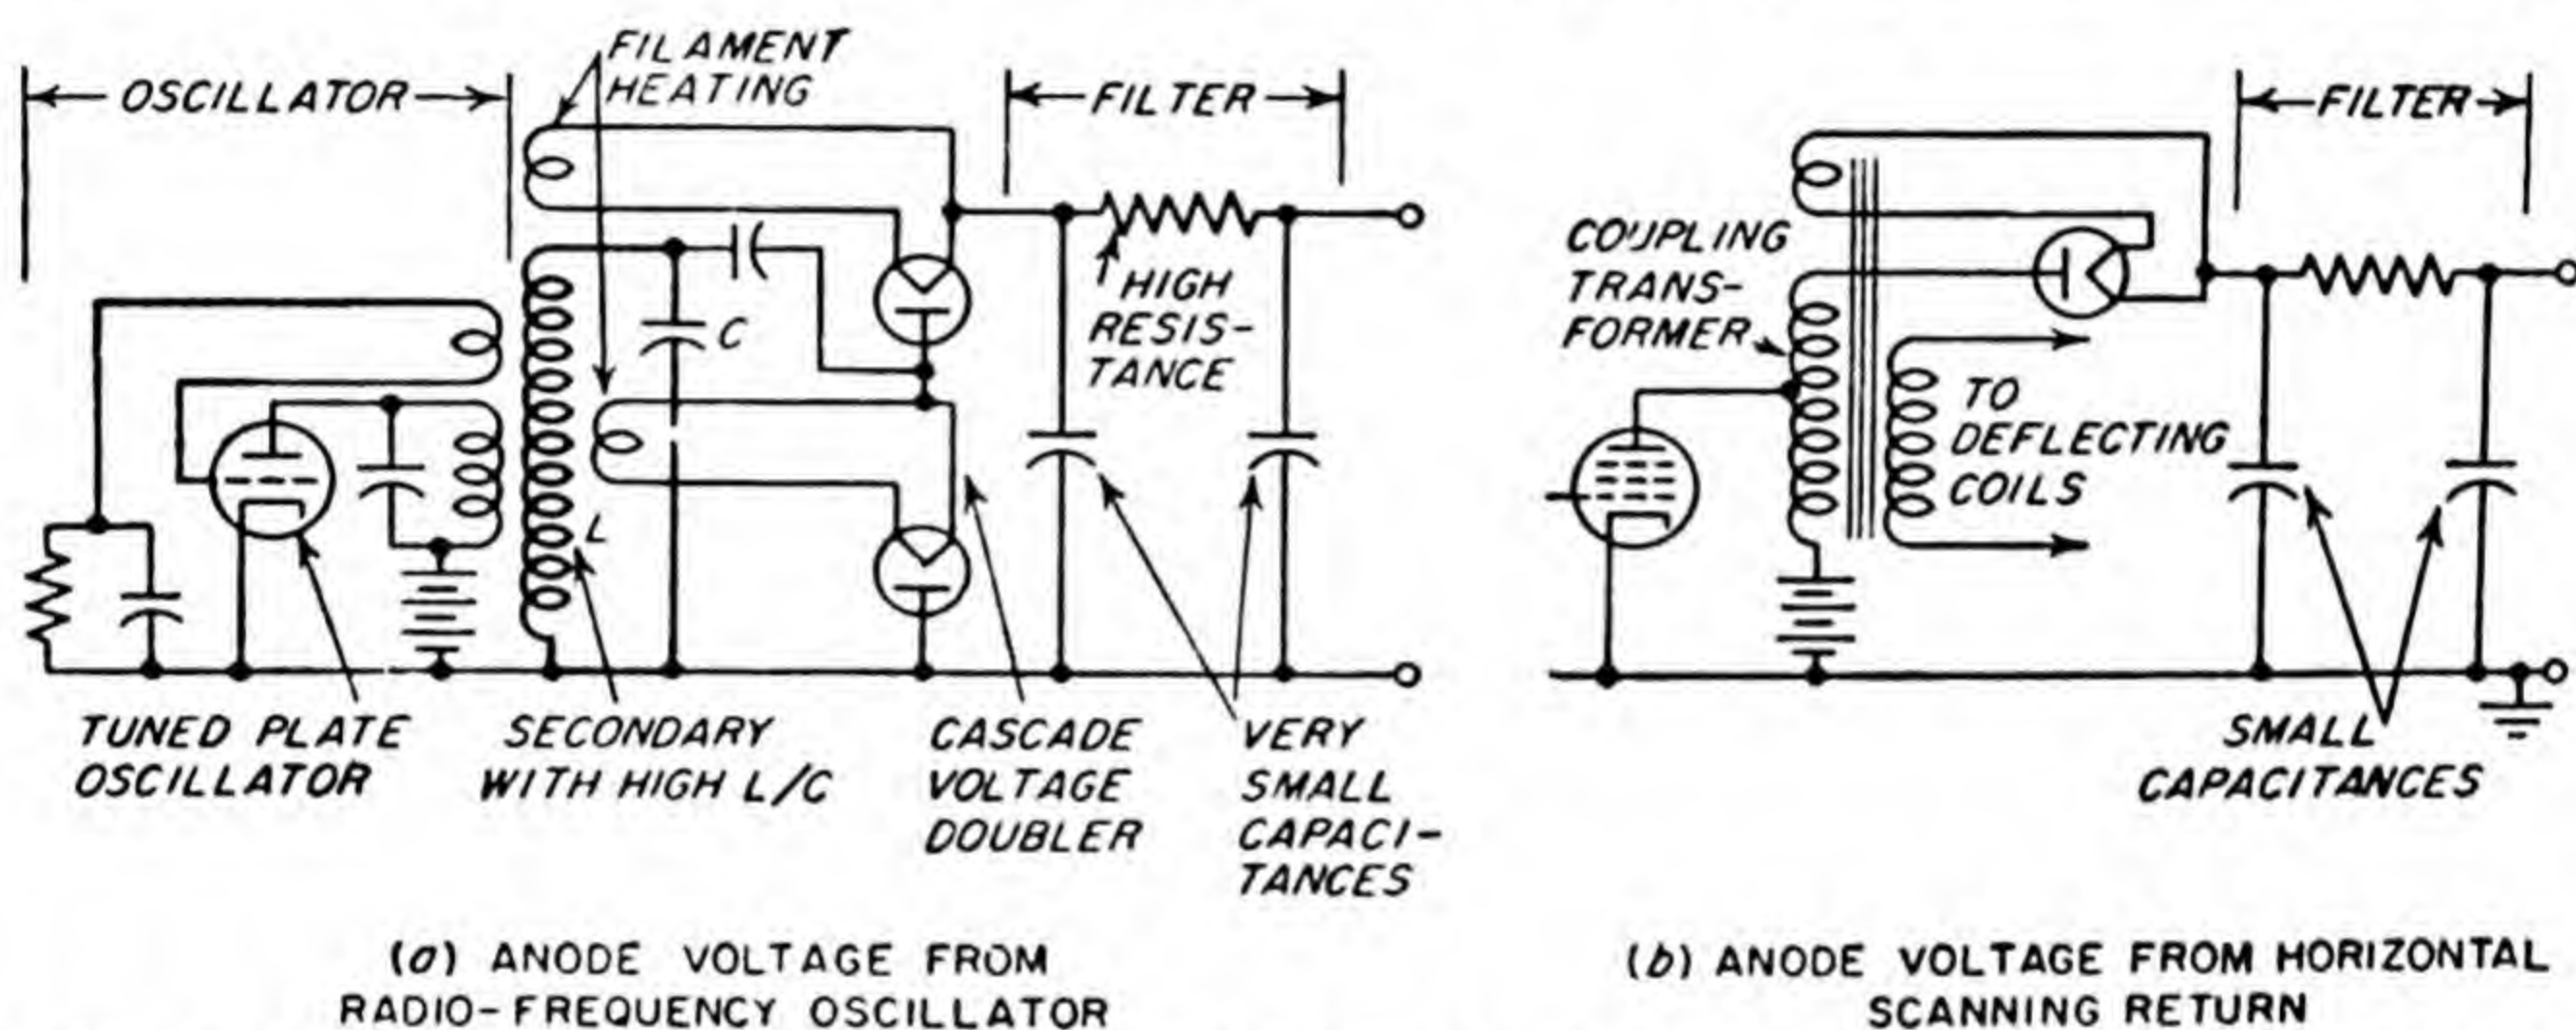 OSCILLATOR
FILAMENT
HEATING
FILTER
HIGH
RESIS-
TANCE
C
L
TUNED PLATE
OSCILLATOR
SECONDARY
WITH HIGH L/C
CASCADE
VOLTAGE
DOUBLER
VERY
SMALL
CAPACI-
TANCES
(a) ANODE VOLTAGE FROM
RADIO-FREQUENCY OSCILLATOR
FILTER
COUPLING
TRANS-
FORMER
TO
DEFLECTING
COILS
SMALL
CAPACITANCES
(b) ANODE VOLTAGE FROM HORIZONTAL
SCANNING RETURN